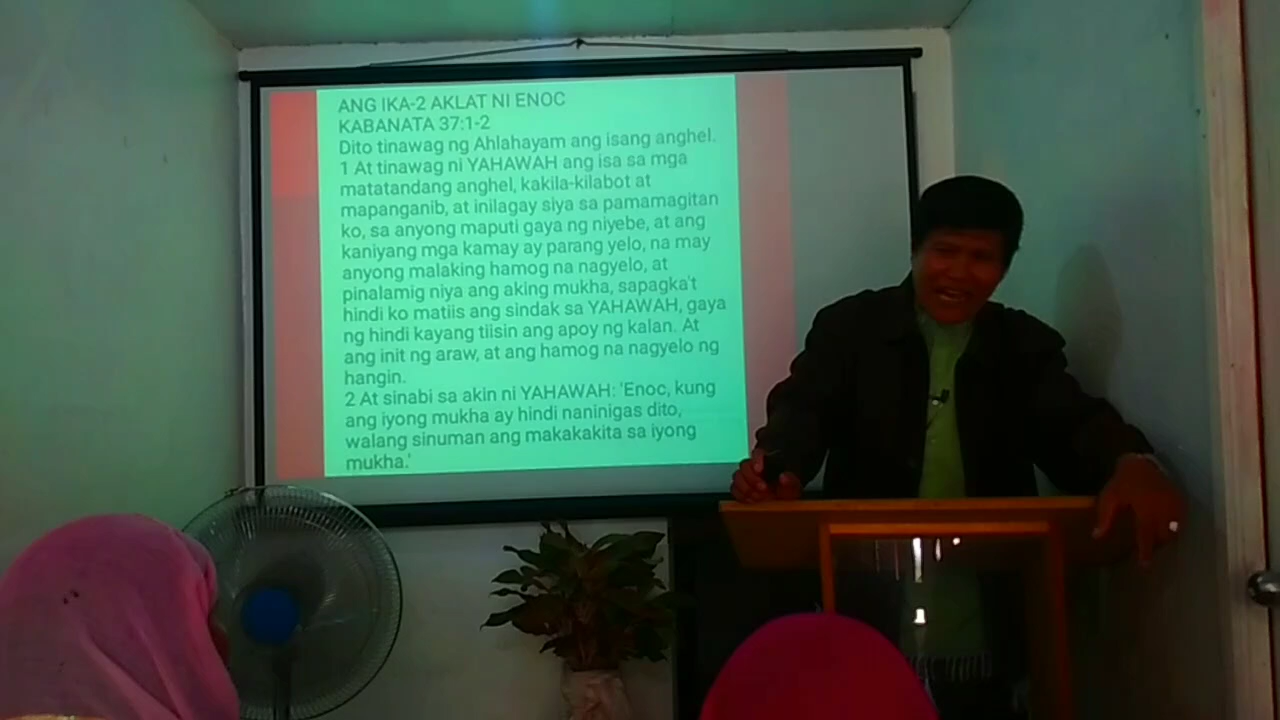 ANG IKA-2 AKLAT NI ENOC
KABANATA 37:1-2
Dito tinawag ng Ahlahayam ang isang anghel.
1 At tinawag ni YAHAWAH ang isa sa mga
matatandang anghel, kakila-kilabot at
mapanganib, at inilagay siya sa pamamagitan
ko, sa anyong maputi gaya ng niyebe, at ang
kaniyang mga kamay ay parang yelo, na may
anyong malaking hamog na nagyelo, at
pinalamig niya ang aking mukha, sapagka't
hindi ko matiis ang sindak sa YAHAWAH, gaya
ng hindi kayang tiisin ang apoy ng kalan. At
ang init ng araw, at ang hamog na nagyelo ng
hangin.
2 At sinabi sa akin ni YAHAWAH: 'Enoc, kung
ang iyong mukha ay hindi naninigas dito,
walang sinuman ang makakakita sa iyong
mukha.'